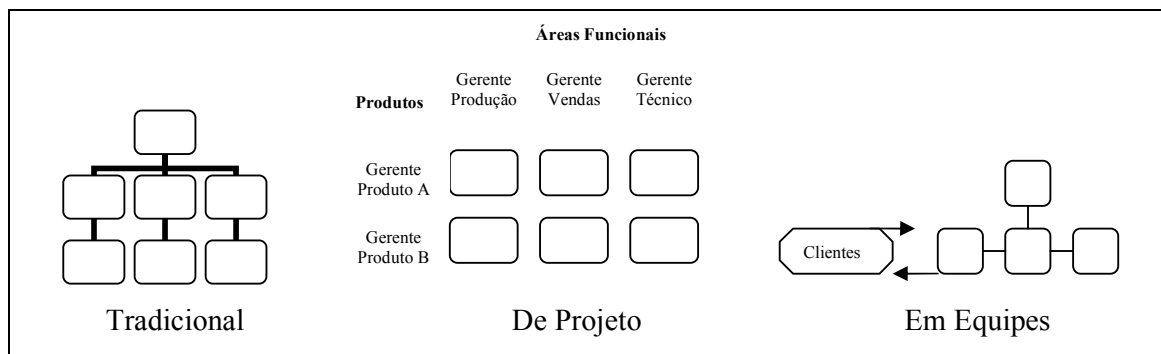 Áreas Funcionais
Gerente
Produção
Gerente
Vendas
Gerente
Técnico
Produtos
Gerente
Produto A
Gerente
Produto B
Clientes
Tradicional
De Projeto
Em Equipes